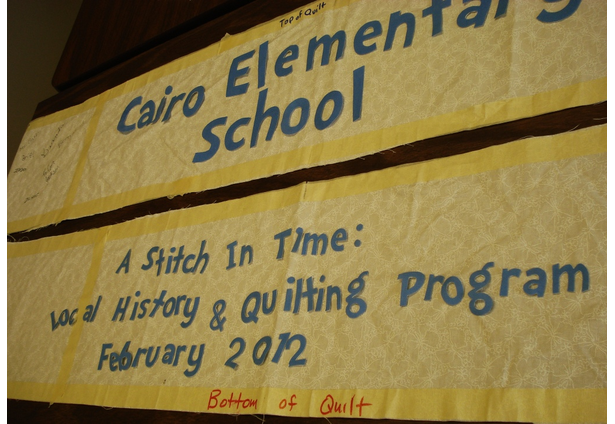 Top of Quilt
Cairo Elementary
School
A Stitch In Time:
Local History & Quilting Program
February 2012
Bottom of Quilt